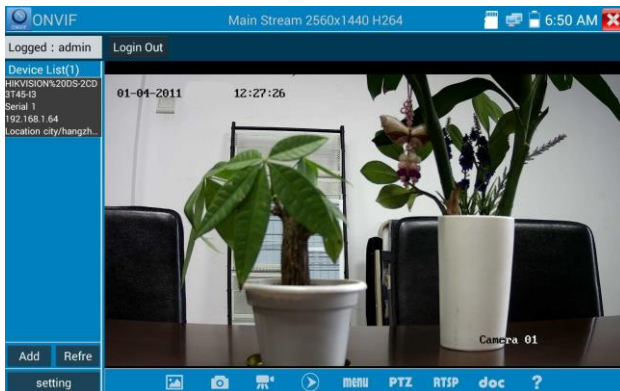 ONVIF
Main Stream 2560x1440 H264
6:50 AM
Logged : admin
Login Out
Device List(1)
HIKVISION%20DS-2CD
3T45-I3
Serial 1
192.168.1.64
Location city/hangzh...
01-04-2011 12:27:26
Camera 01
Add Refre
setting
menu PTZ RTSP doc ?